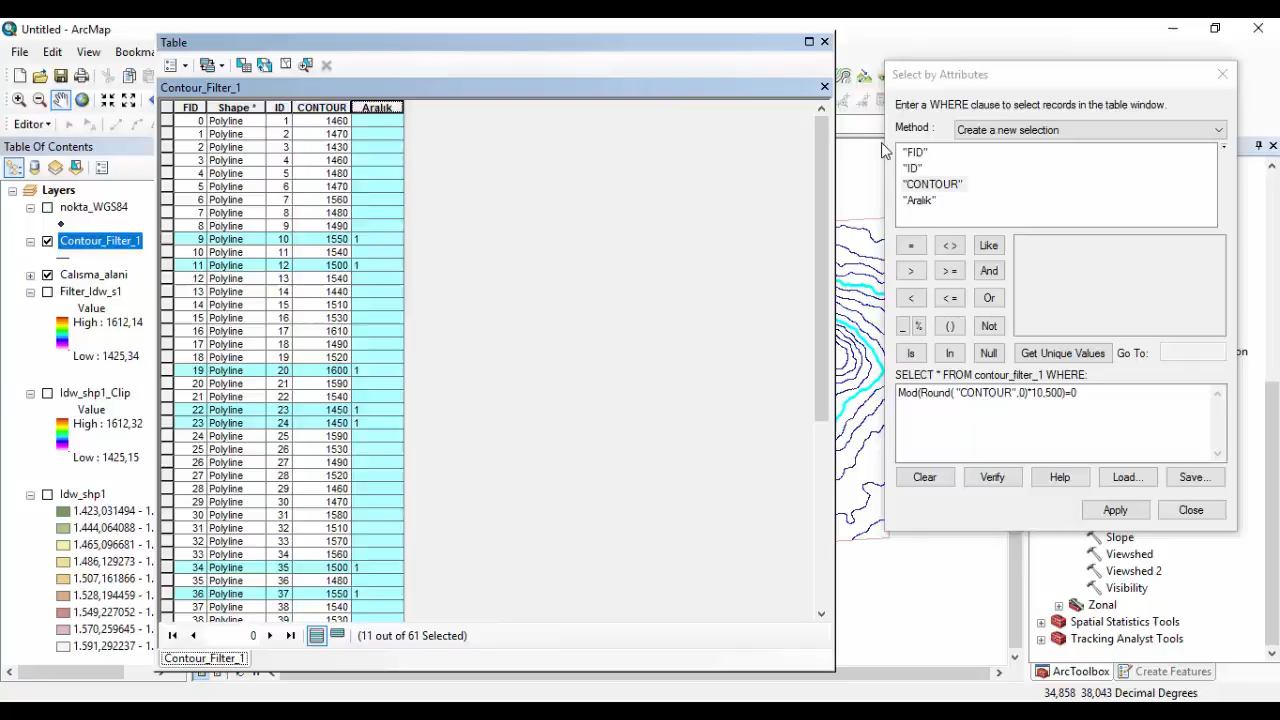 Untitled - ArcMap
File Edit View Bookma
Editor
Table Of Contents
Layers
nokta_WGS84
Contour_Filter_1
Calısma_alani
Filter_Idw_s1
Value
High : 1612,14
Low : 1425,34
Idw_shp1_Clip
Value
High : 1612,32
Low : 1425,15
Idw_shp1
1.423,031494 - 1.
1.444,064088 - 1.
1.465,096681 - 1.
1.486,129273 - 1.
1.507,161866 - 1.
1.528,194459 - 1.
1.549,227052 - 1.
1.570,259645 - 1.
1.591,292237 - 1.
Table
Contour_Filter_1
FID Shape * ID CONTOUR Aralık
0 Polyline 1 1460
1 Polyline 2 1470
2 Polyline 3 1430
3 Polyline 4 1460
4 Polyline 5 1480
5 Polyline 6 1470
6 Polyline 7 1560
7 Polyline 8 1480
8 Polyline 9 1490
9 Polyline 10 1550 1
10 Polyline 11 1540
11 Polyline 12 1500 1
12 Polyline 13 1540
13 Polyline 14 1440
14 Polyline 15 1510
15 Polyline 16 1530
16 Polyline 17 1610
17 Polyline 18 1490
18 Polyline 19 1520
19 Polyline 20 1600 1
20 Polyline 21 1590
21 Polyline 22 1540
22 Polyline 23 1450 1
23 Polyline 24 1450 1
24 Polyline 25 1590
25 Polyline 26 1530
26 Polyline 27 1490
27 Polyline 28 1520
28 Polyline 29 1460
29 Polyline 30 1470
30 Polyline 31 1580
31 Polyline 32 1510
32 Polyline 33 1570
33 Polyline 34 1560
34 Polyline 35 1500 1
35 Polyline 36 1480
36 Polyline 37 1550 1
37 Polyline 38 1540
38 Polyline 39 1530
0 (11 out of 61 Selected)
Contour_Filter_1
Select by Attributes
Enter a WHERE clause to select records in the table window.
Method : Create a new selection
"FID"
"ID"
"CONTOUR"
"Aralık"
= < > Like
> > = And
< < = Or
_ % ( ) Not
Is In Null Get Unique Values Go To:
SELECT * FROM contour_filter_1 WHERE:
Mod(Round( "CONTOUR",0)*10,500)=0
Clear Verify Help Load... Save...
Apply Close
on
Slope
Viewshed
Viewshed 2
Visibility
Zonal
Spatial Statistics Tools
Tracking Analyst Tools
ArcToolbox Create Features
34,858 38,043 Decimal Degrees